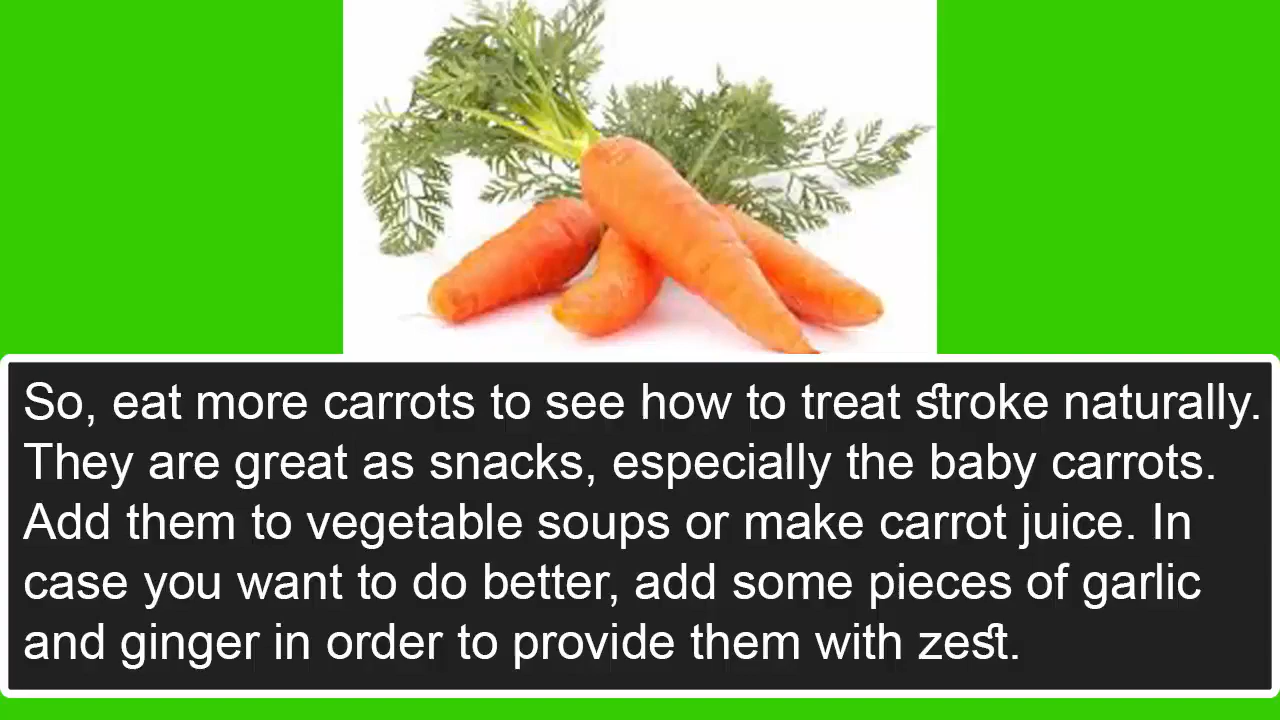 So, eat more carrots to see how to treat stroke naturally.
They are great as snacks, especially the baby carrots.
Add them to vegetable soups or make carrot juice. In
case you want to do better, add some pieces of garlic
and ginger in order to provide them with zest.